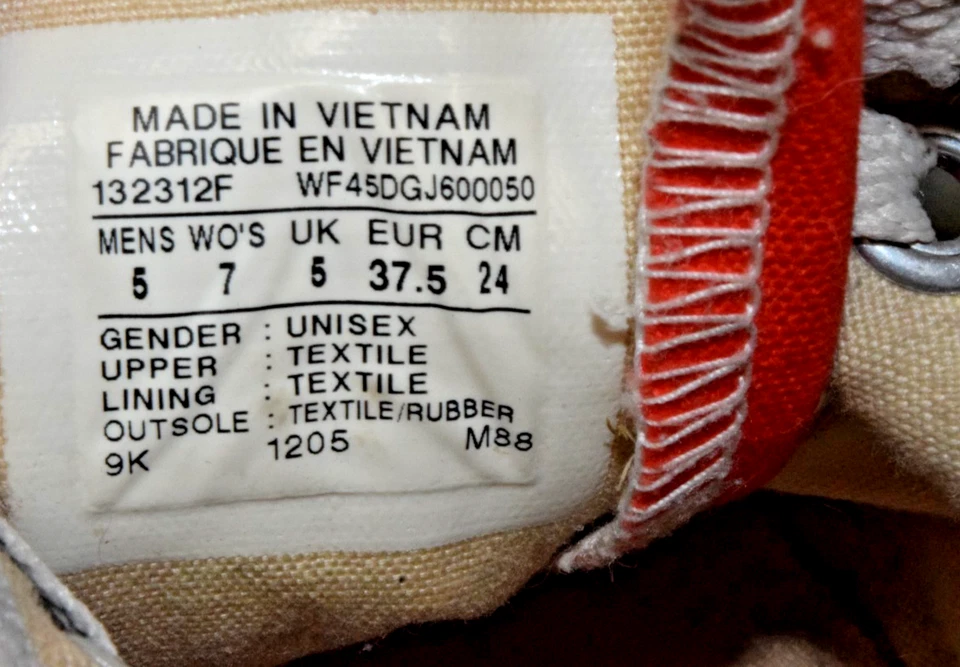 MADE IN VIETNAM
FABRIQUE EN VIETNAM
132312F WF45DGJ600050
MENS WO'S UK EUR CM
5 7 5 37.5 24
GENDER : UNISEX
UPPER : TEXTILE
LINING : TEXTILE
OUTSOLE : TEXTILE/RUBBER
9K 1205 M88